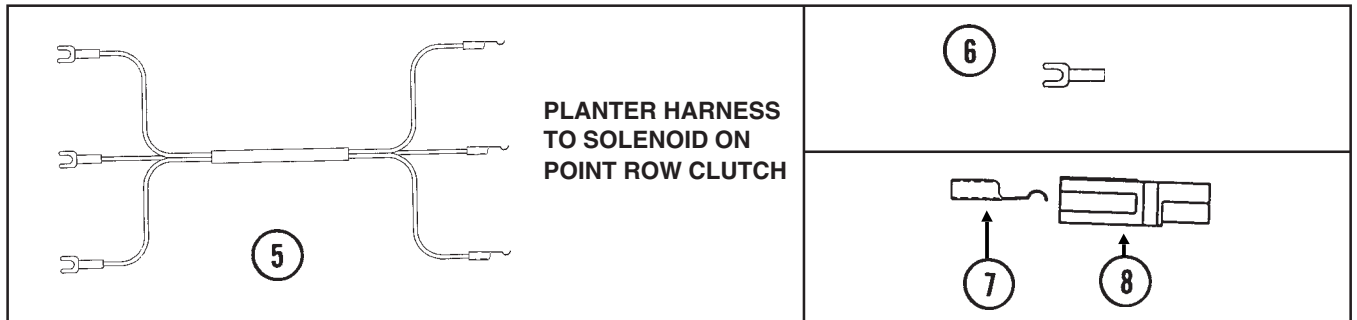 5
PLANTER HARNESS
TO SOLENOID ON
POINT ROW CLUTCH
6
7
8